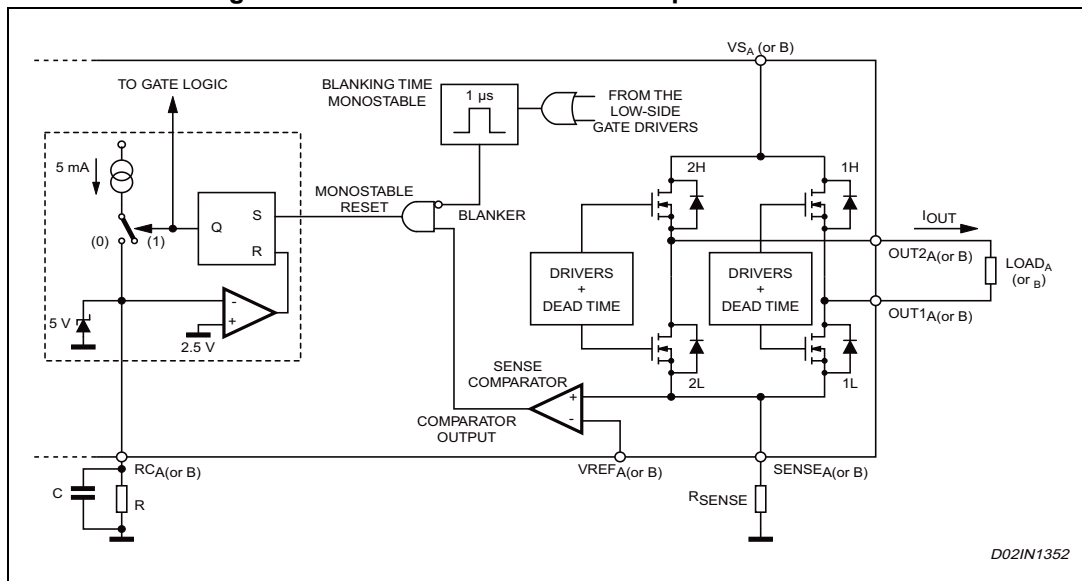 VSA (or B)
TO GATE LOGIC
BLANKING TIME
MONOSTABLE
1 µs
FROM THE
LOW-SIDE
GATE DRIVERS
5 mA
2H
1H
MONOSTABLE
RESET
BLANKER
Q
S
R
(0)
(1)
IOUT
OUT2A(or B)
LOADA
(or B)
DRIVERS
+
DEAD TIME
DRIVERS
+
DEAD TIME
OUT1A(or B)
5 V
-
+
2.5 V
SENSE
COMPARATOR
+
-
2L
1L
COMPARATOR
OUTPUT
RCA(or B)
VREFA(or B)
SENSEA(or B)
C
R
RSENSE
D02IN1352